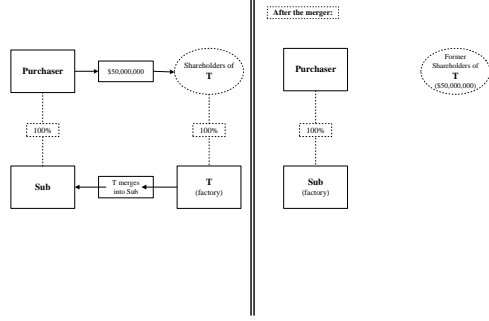 After the merger:
Purchaser
$50,000,000
Shareholders of
T
100%
100%
Sub
T merges
into Sub
T
(factory)
Purchaser
Former
Shareholders of
T
($50,000,000)
100%
Sub
(factory)